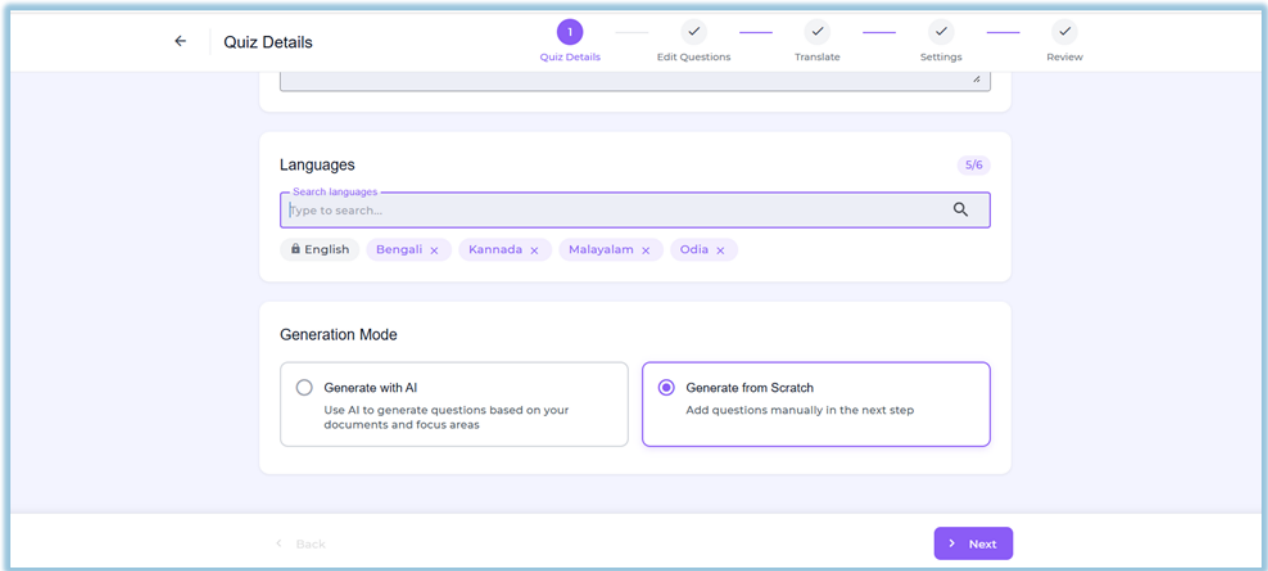 Quiz Details
1
Quiz Details
Edit Questions
Translate
Settings
Review
Languages
5/6
Search languages
Type to search...
English
Bengali ×
Kannada ×
Malayalam ×
Odia ×
Generation Mode
Generate with AI
Use AI to generate questions based on your
documents and focus areas
Generate from Scratch
Add questions manually in the next step
Back
Next